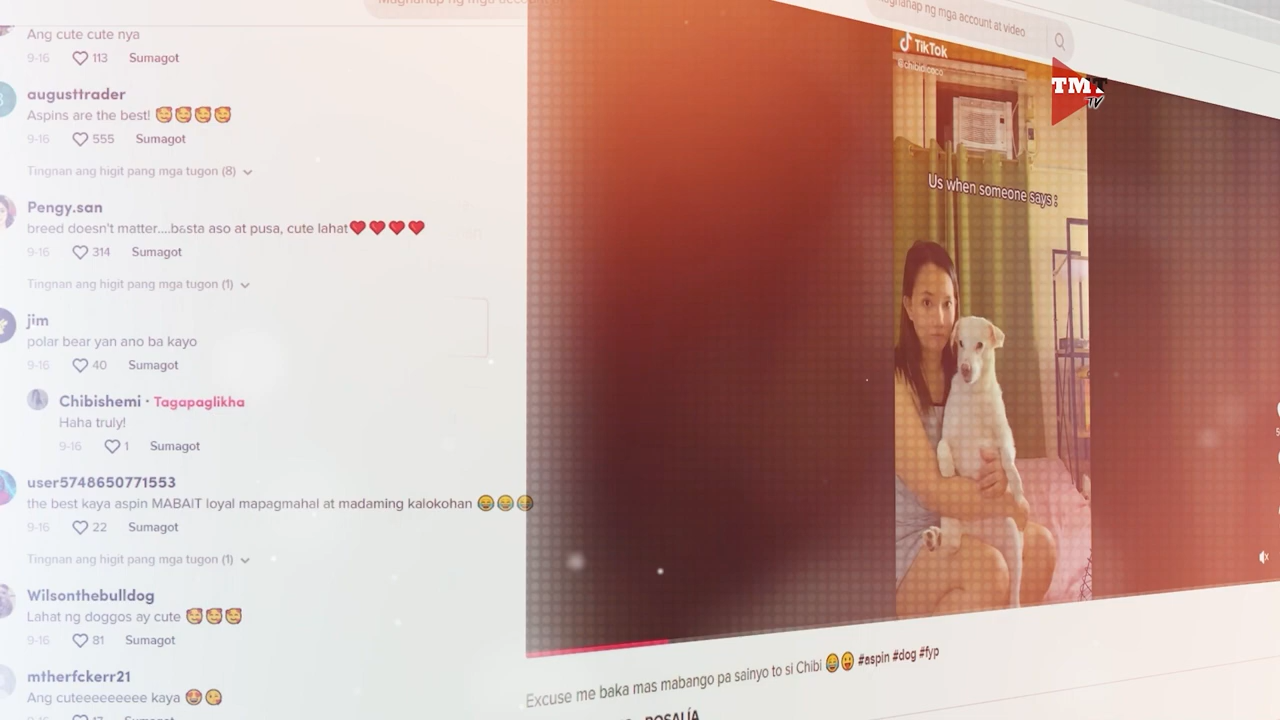 Ang cute cute nya
9-16 113 Sumagot
augusttrader
Aspins are the best! 🥰🥰🥰🥰
9-16 555 Sumagot
Tingnan ang higit pang mga tugon (8)
Pengy.san
breed doesn't matter....basta aso at pusa, cute lahat❤❤❤❤
9-16 314 Sumagot
Tingnan ang higit pang mga tugon (1)
jim
polar bear yan ano ba kayo
9-16 40 Sumagot
Chibishemi · Tagapaglikha
Haha truly!
9-16 1 Sumagot
user5748650771553
the best kaya aspin MABAIT loyal mapagmahal at madaming kalokohan 😂😂😂
9-16 22 Sumagot
Tingnan ang higit pang mga tugon (1)
Wilsonthebulldog
Lahat ng doggos ay cute 🥰🥰🥰
9-16 81 Sumagot
mtherfckerr21
Ang cuteeeeeeeee kaya 🤩😘
ng mga account at video
TikTok
@chibidicoco
TMT
TV
Us when someone says :
Excuse me baka mas mabango pa sainyo to si Chibi 😂😛 #aspin #dog #fyp
ROSALÍA